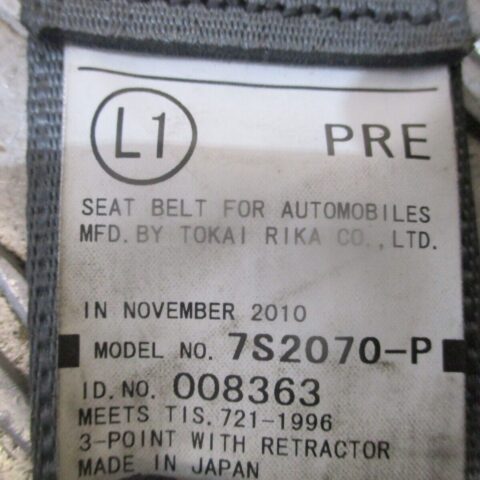 L1 PRE
SEAT BELT FOR AUTOMOBILES
MFD. BY TOKAI RIKA CO., LTD.
IN NOVEMBER 2010
MODEL NO. 7S2070-P
ID. NO. 008363
MEETS TIS. 721-1996
3-POINT WITH RETRACTOR
MADE IN JAPAN